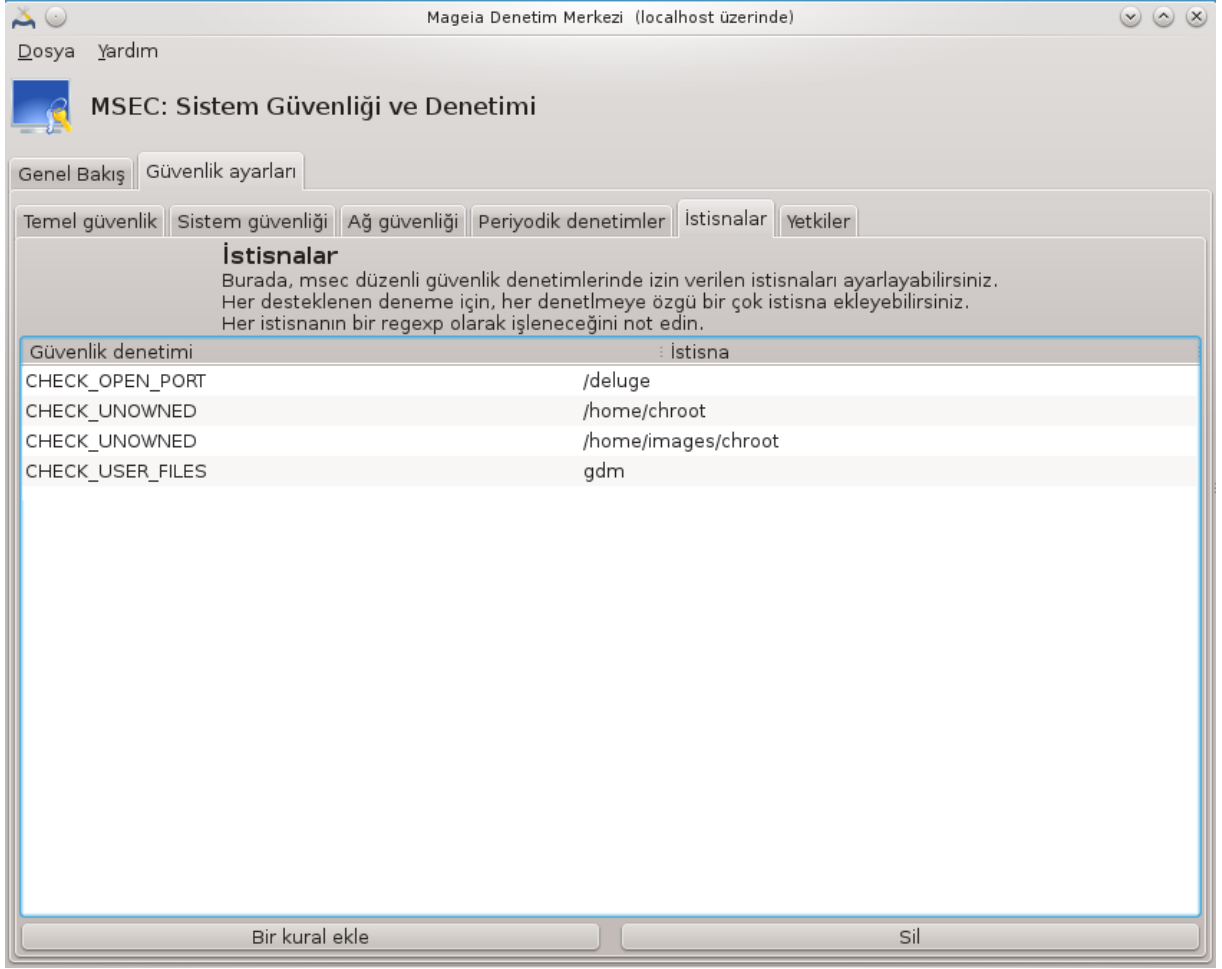 Mageia Denetim Merkezi (localhost üzerinde)
Dosya Yardım
MSEC: Sistem Güvenliği ve Denetimi
Genel Bakış Güvenlik ayarları
Temel güvenlik Sistem güvenliği Ağ güvenliği Periyodik denetimler İstisnalar Yetkiler
İstisnalar
Burada, msec düzenli güvenlik denetimlerinde izin verilen istisnaları ayarlayabilirsiniz.
Her desteklenen deneme için, her denetlmeye özgü bir çok istisna ekleyebilirsiniz.
Her istisnanın bir regexp olarak işleneceğini not edin.
Güvenlik denetimi İstisna
CHECK_OPEN_PORT /deluge
CHECK_UNOWNED /home/chroot
CHECK_UNOWNED /home/images/chroot
CHECK_USER_FILES gdm
Bir kural ekle Sil